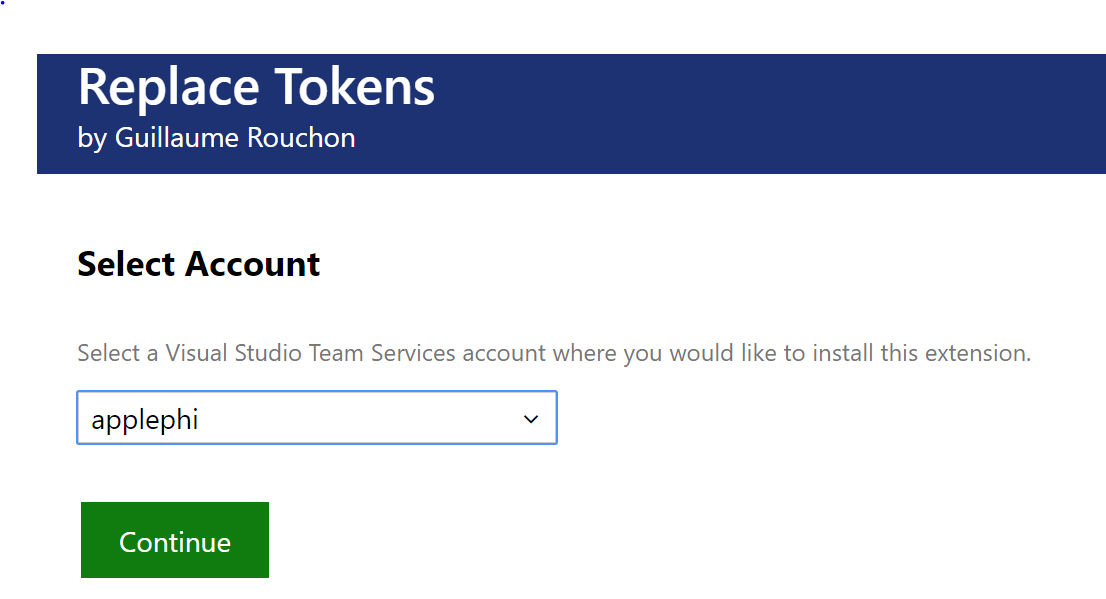 Replace Tokens
by Guillaume Rouchon
Select Account
Select a Visual Studio Team Services account where you would like to install this extension.
applephi
Continue